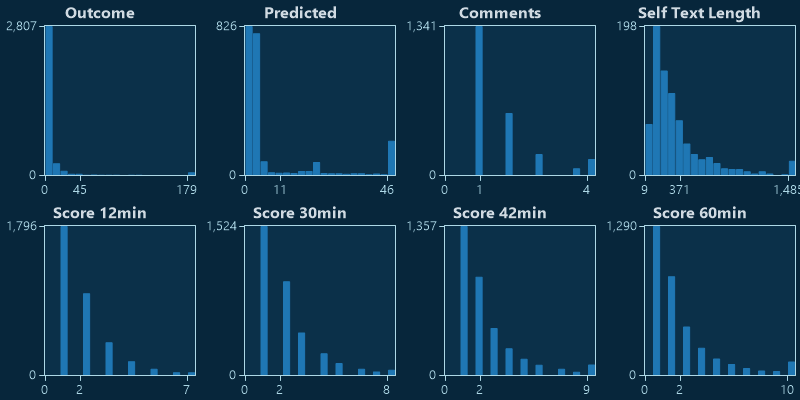 Outcome
2,807
0
0 45 179
Predicted
826
0
0 11 46
Comments
1,341
0
0 1 4
Self Text Length
198
0
9 371 1,485
Score 12min
1,796
0
0 2 7
Score 30min
1,524
0
0 2 8
Score 42min
1,357
0
0 2 9
Score 60min
1,290
0
0 2 10